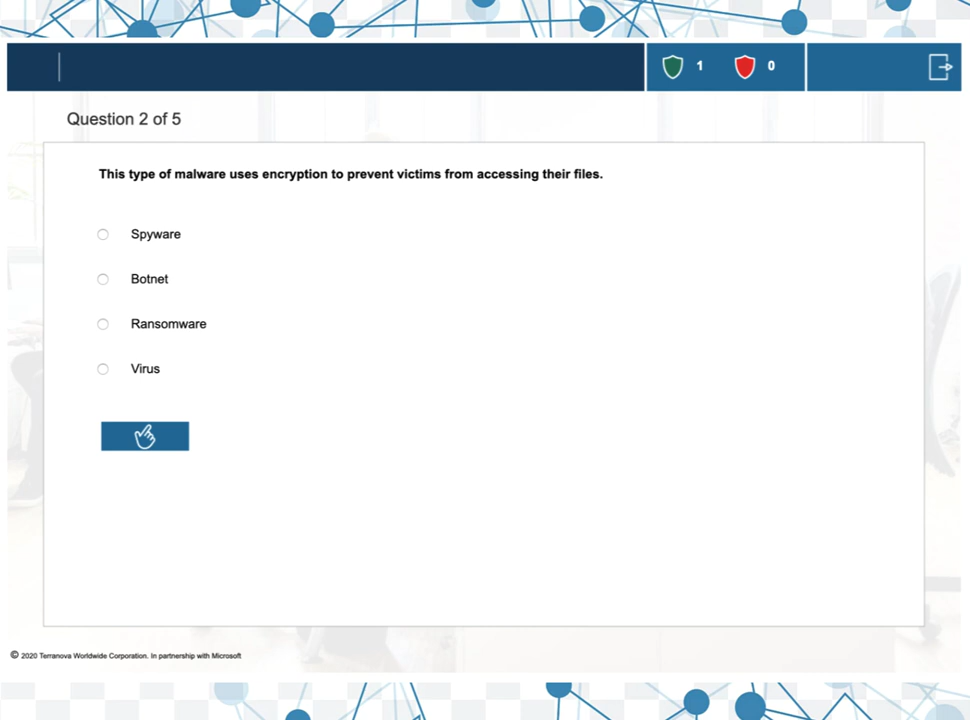 1 0
Question 2 of 5
This type of malware uses encryption to prevent victims from accessing their files.
Spyware
Botnet
Ransomware
Virus
© 2020 Terranova Worldwide Corporation. In partnership with Microsoft